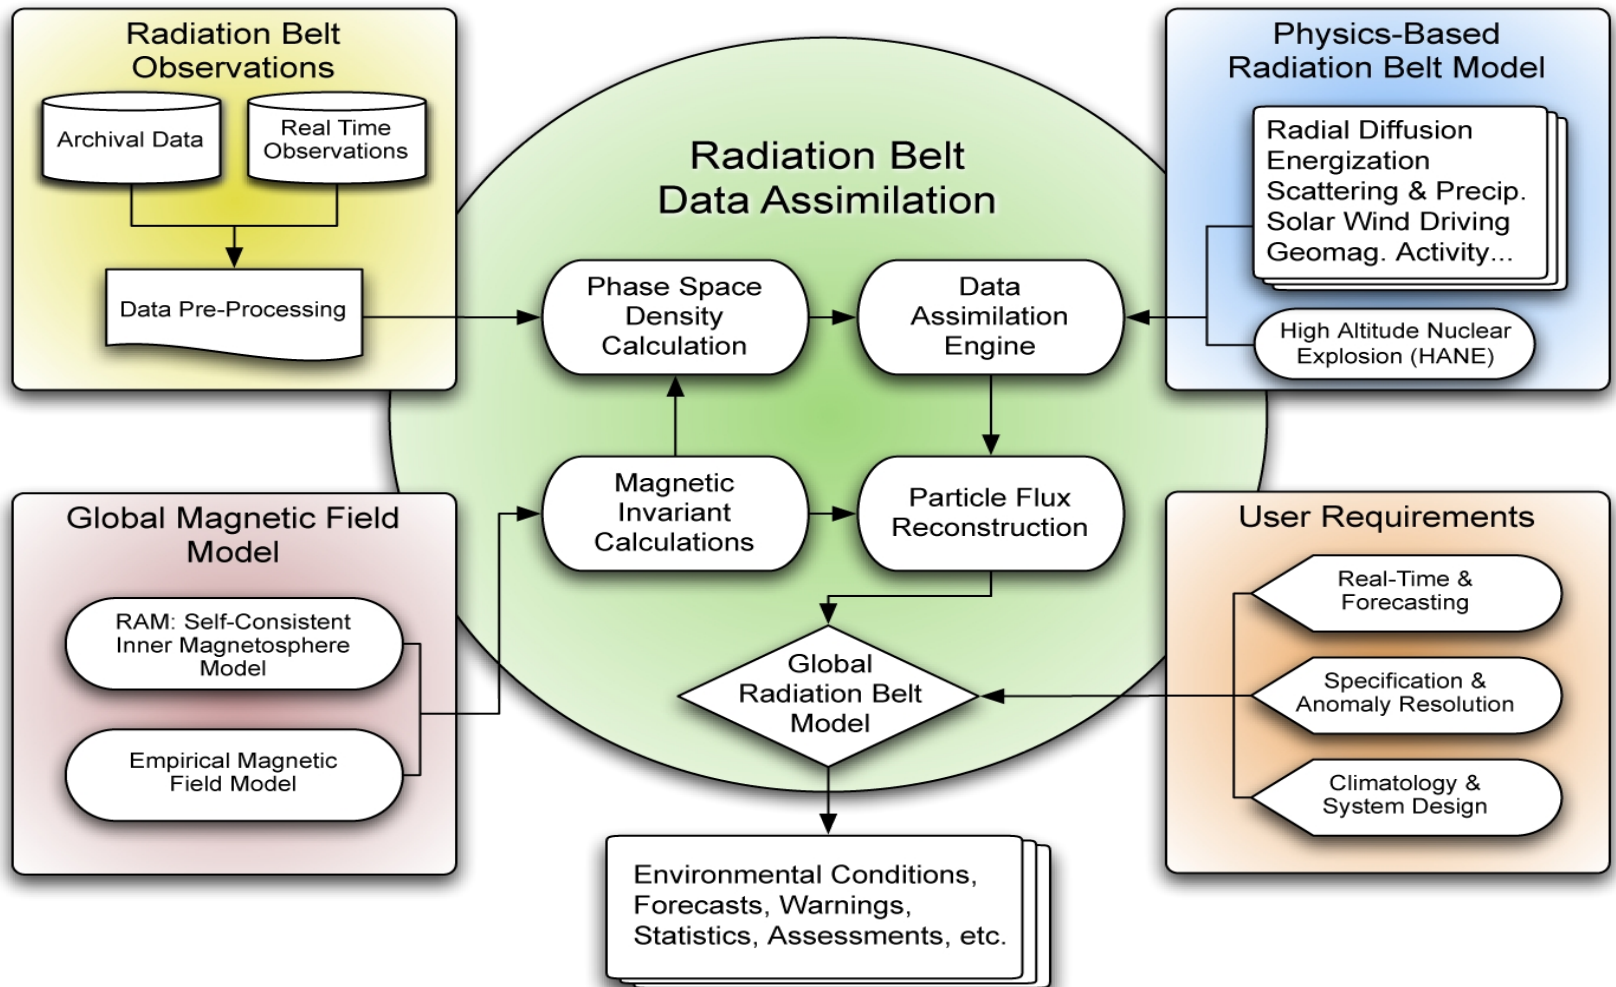 Radiation Belt
Observations
Archival Data
Real Time
Observations
Data Pre-Processing
Physics-Based
Radiation Belt Model
Radial Diffusion
Energization
Scattering & Precip.
Solar Wind Driving
Geomag. Activity...
High Altitude Nuclear
Explosion (HANE)
Radiation Belt
Data Assimilation
Phase Space
Density
Calculation
Data
Assimilation
Engine
Magnetic
Invariant
Calculations
Particle Flux
Reconstruction
Global
Radiation Belt
Model
Global Magnetic Field
Model
RAM: Self-Consistent
Inner Magnetosphere
Model
Empirical Magnetic
Field Model
User Requirements
Real-Time &
Forecasting
Specification &
Anomaly Resolution
Climatology &
System Design
Environmental Conditions,
Forecasts, Warnings,
Statistics, Assessments, etc.